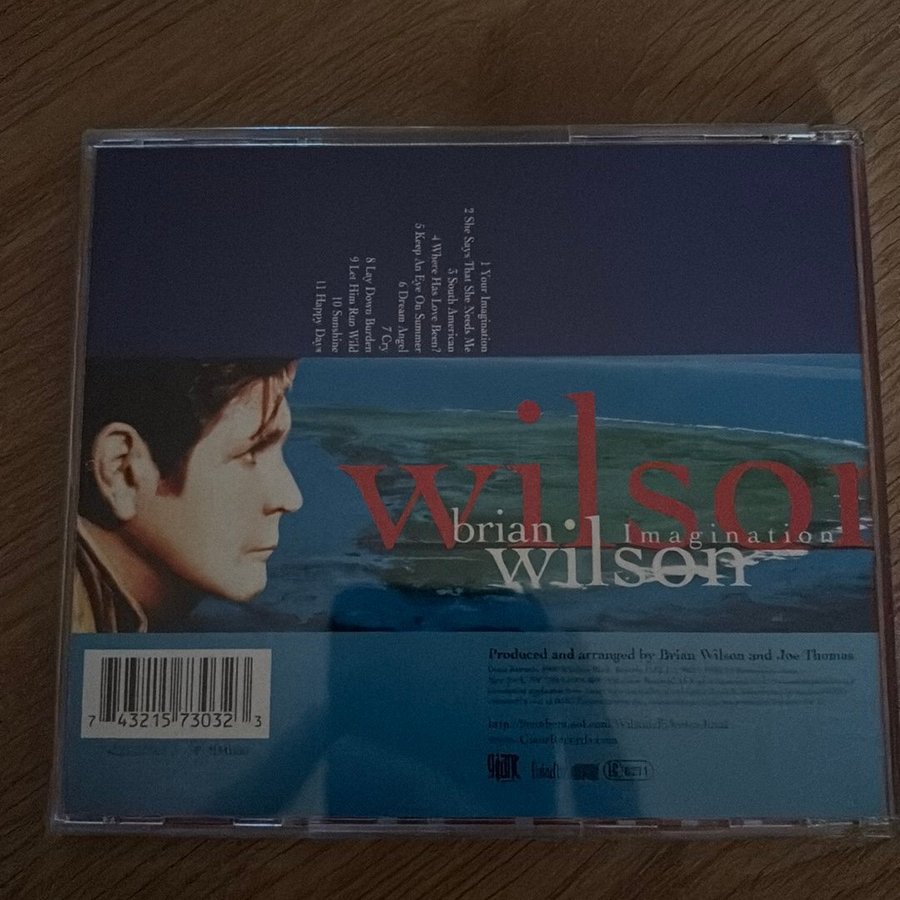 1 Your Imagination
2 She Says That She Needs Me
3 South American
4 Where Has Love Been?
5 Keep An Eye On Summer
6 Dream Angel
7 Cry
8 Lay Down Burden
9 Let Him Run Wild
10 Sunshine
11 Happy Days
wilson
brian Imagination
wilson
Produced and arranged by Brian Wilson and Joe Thomas
7 43215 73032 3
giant